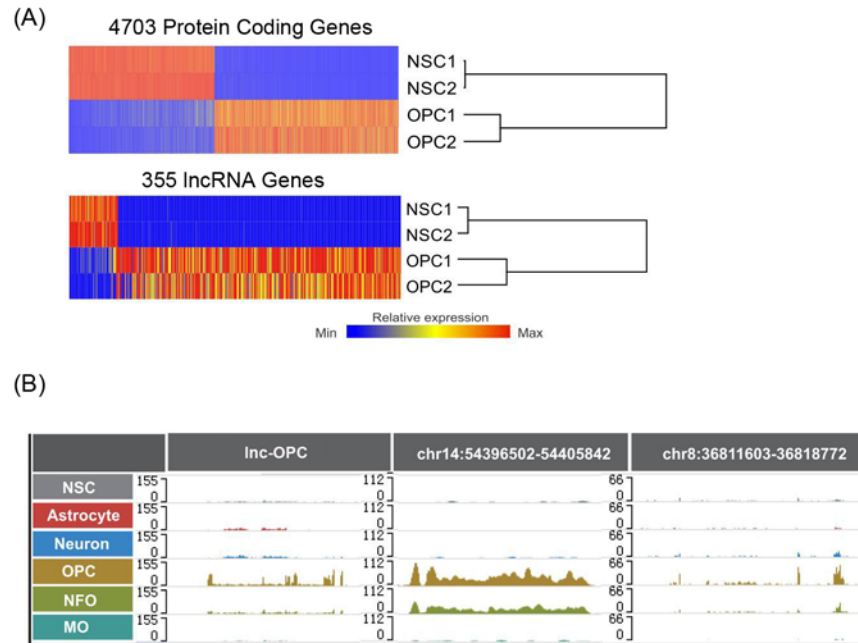 (A)
4703 Protein Coding Genes
NSC1
NSC2
OPC1
OPC2
355 lncRNA Genes
NSC1
NSC2
OPC1
OPC2
Relative expression
Min Max
(B)
lnc-OPC chr14:54396502-54405842 chr8:36811603-36818772
NSC 155 0 112 0 66 0
Astrocyte 155 0 112 0 66 0
Neuron 155 0 112 0 66 0
OPC 155 0 112 0 66 0
NFO 155 0 112 0 66 0
MO 155 0 112 0 66 0